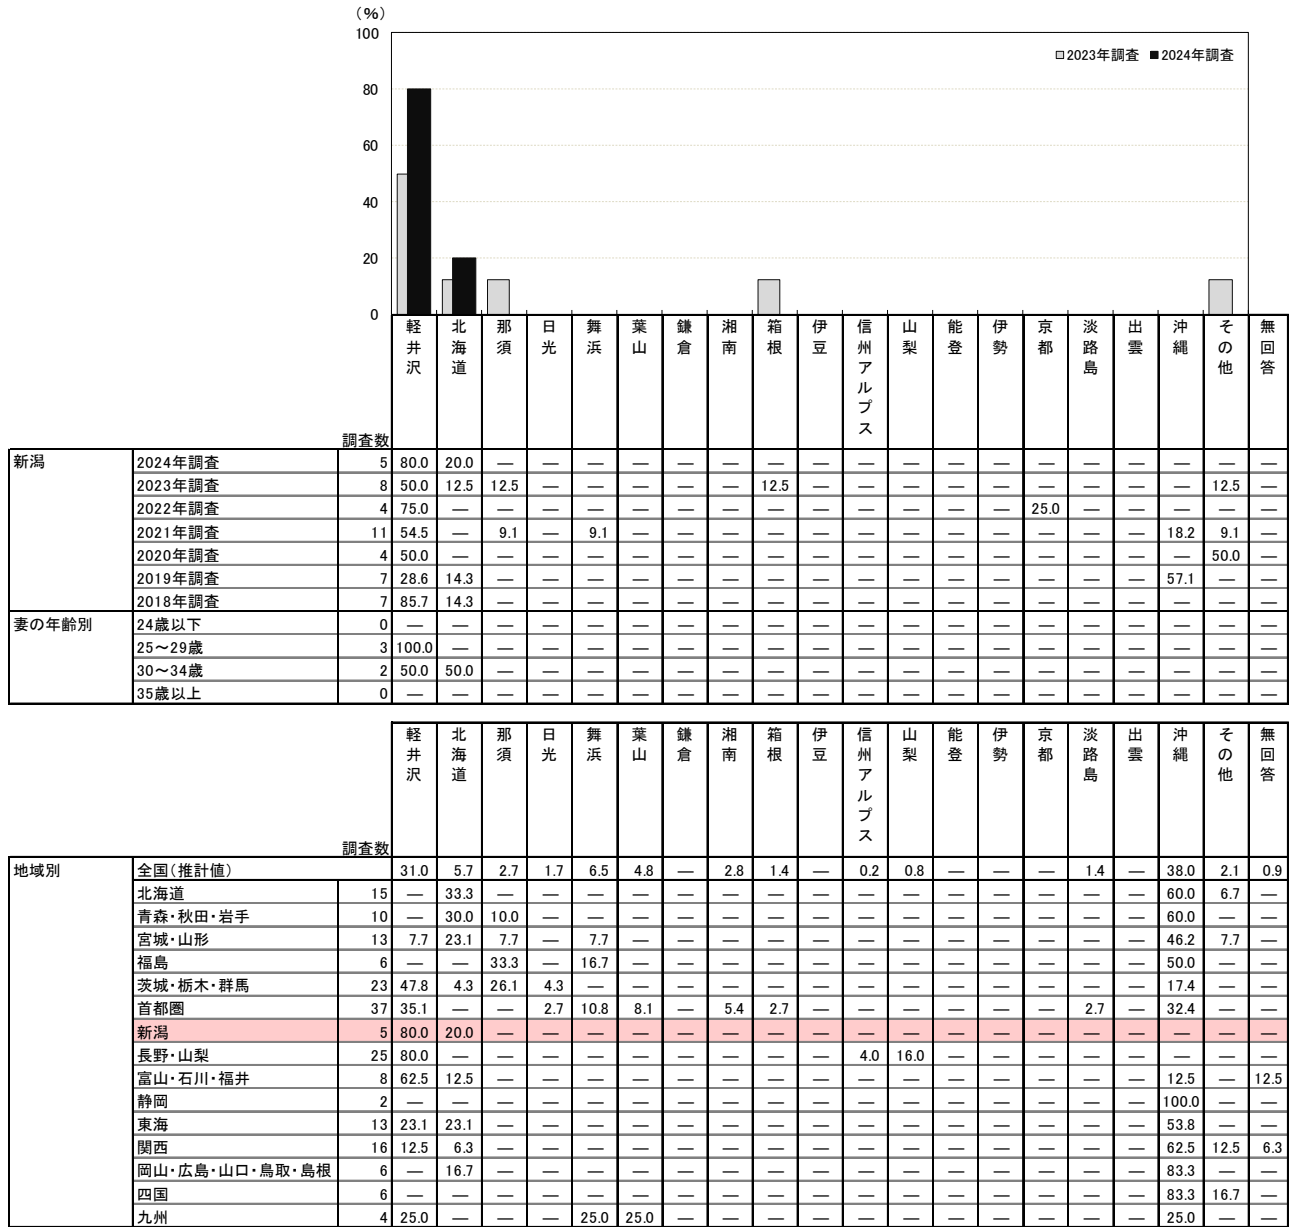 (%)
100
80
60
40
20
0
□2023年調査 ■2024年調査
調査数 軽井沢 北海道 那須 日光 舞浜 葉山 鎌倉 湘南 箱根 伊豆 信州アルプス 山梨 能登 伊勢 京都 淡路島 出雲 沖縄 その他 無回答
新潟 2024年調査 5 80.0 20.0 — — — — — — — — — — — — — — — — — —
2023年調査 8 50.0 12.5 12.5 — — — — — 12.5 — — — — — — — — — 12.5 —
2022年調査 4 75.0 — — — — — — — — — — — — — 25.0 — — — — —
2021年調査 11 54.5 — 9.1 — 9.1 — — — — — — — — — — — — 18.2 9.1 —
2020年調査 4 50.0 — — — — — — — — — — — — — — — — — 50.0 —
2019年調査 7 28.6 14.3 — — — — — — — — — — — — — — — 57.1 — —
2018年調査 7 85.7 14.3 — — — — — — — — — — — — — — — — — —
妻の年齢別 24歳以下 0 — — — — — — — — — — — — — — — — — — — —
25～29歳 3 100.0 — — — — — — — — — — — — — — — — — — —
30～34歳 2 50.0 50.0 — — — — — — — — — — — — — — — — — —
35歳以上 0 — — — — — — — — — — — — — — — — — — — —
調査数 軽井沢 北海道 那須 日光 舞浜 葉山 鎌倉 湘南 箱根 伊豆 信州アルプス 山梨 能登 伊勢 京都 淡路島 出雲 沖縄 その他 無回答
地域別 全国(推計値) 31.0 5.7 2.7 1.7 6.5 4.8 — 2.8 1.4 — 0.2 0.8 — — — 1.4 — 38.0 2.1 0.9
北海道 15 — 33.3 — — — — — — — — — — — — — — — 60.0 6.7 —
青森・秋田・岩手 10 — 30.0 10.0 — — — — — — — — — — — — — — 60.0 — —
宮城・山形 13 7.7 23.1 7.7 — 7.7 — — — — — — — — — — — — 46.2 7.7 —
福島 6 — — 33.3 — 16.7 — — — — — — — — — — — — 50.0 — —
茨城・栃木・群馬 23 47.8 4.3 26.1 4.3 — — — — — — — — — — — — — 17.4 — —
首都圏 37 35.1 — — 2.7 10.8 8.1 — 5.4 2.7 — — — — — — 2.7 — 32.4 — —
新潟 5 80.0 20.0 — — — — — — — — — — — — — — — — — —
長野・山梨 25 80.0 — — — — — — — — — 4.0 16.0 — — — — — — — —
富山・石川・福井 8 62.5 12.5 — — — — — — — — — — — — — — — 12.5 — 12.5
静岡 2 — — — — — — — — — — — — — — — — — 100.0 — —
東海 13 23.1 23.1 — — — — — — — — — — — — — — — 53.8 — —
関西 16 12.5 6.3 — — — — — — — — — — — — — — — 62.5 12.5 6.3
岡山・広島・山口・鳥取・島根 6 — 16.7 — — — — — — — — — — — — — — — 83.3 — —
四国 6 — — — — — — — — — — — — — — — — — 83.3 16.7 —
九州 4 25.0 — — — 25.0 25.0 — — — — — — — — — — — 25.0 — —